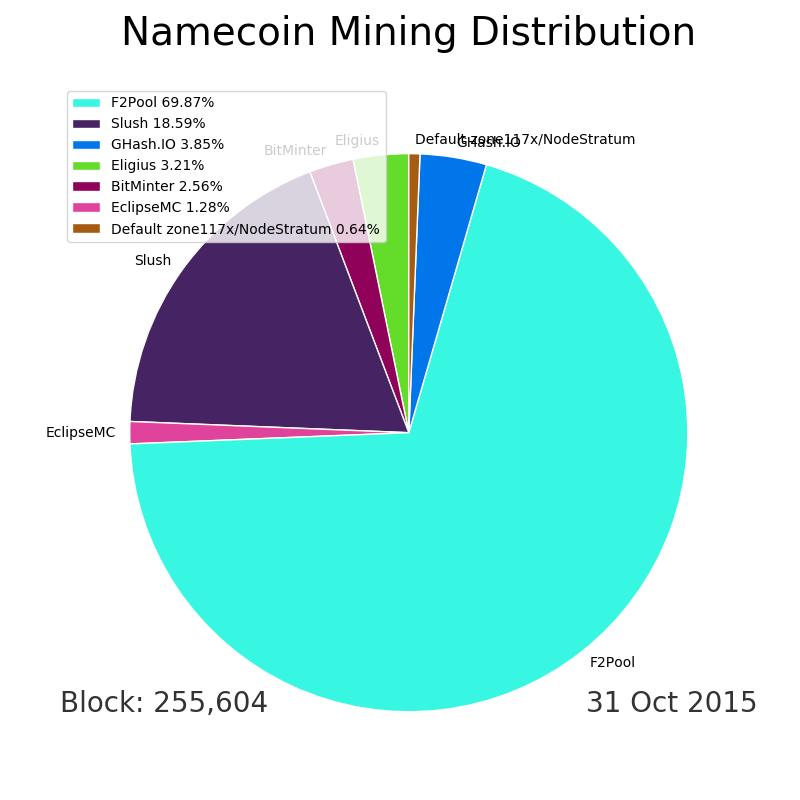 Namecoin Mining Distribution
F2Pool 69.87%
Slush 18.59%
GHash.IO 3.85%
Eligius 3.21%
BitMinter 2.56%
EclipseMC 1.28%
Default zone117x/NodeStratum 0.64%
Eligius
BitMinter
Default zone117x/NodeStratum
GHash.IO
Slush
EclipseMC
F2Pool
Block: 255,604
31 Oct 2015